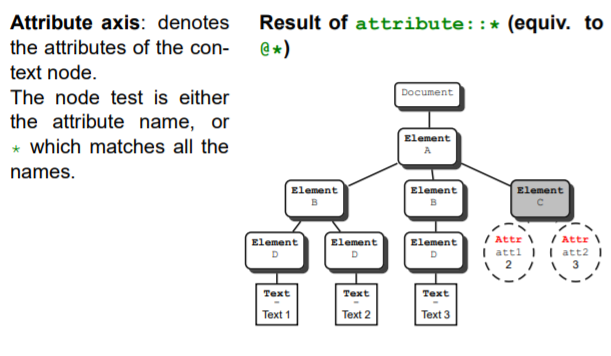 Attribute axis: denotes
the attributes of the con-
text node.
The node test is either
the attribute name, or
* which matches all the
names.
Result of attribute::* (equiv. to
@*)
Document
Element
A
Element
B
Element
B
Element
C
Element
D
Element
D
Element
D
Attr
att1
2
Attr
att2
3
Text
-
Text 1
Text
-
Text 2
Text
-
Text 3